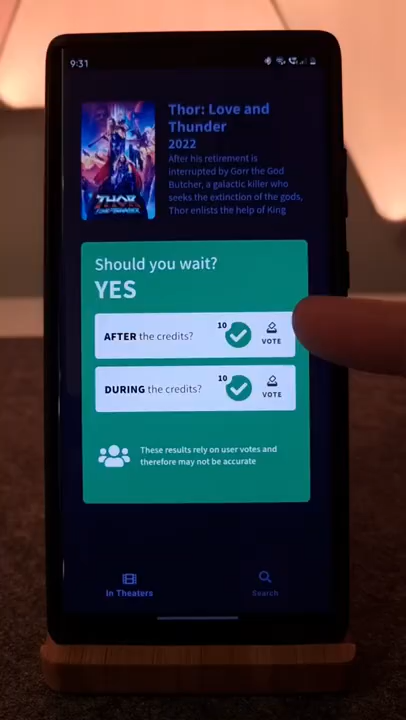 9:31
Thor: Love and
Thunder
2022
After his retirement is
interrupted by Gorr the God
Butcher, a galactic killer who
seeks the extinction of the gods,
Thor enlists the help of King
THOR
Should you wait?
YES
AFTER the credits?
10
VOTE
DURING the credits?
10
VOTE
These results rely on user votes and
therefore may not be accurate
In Theaters
Search